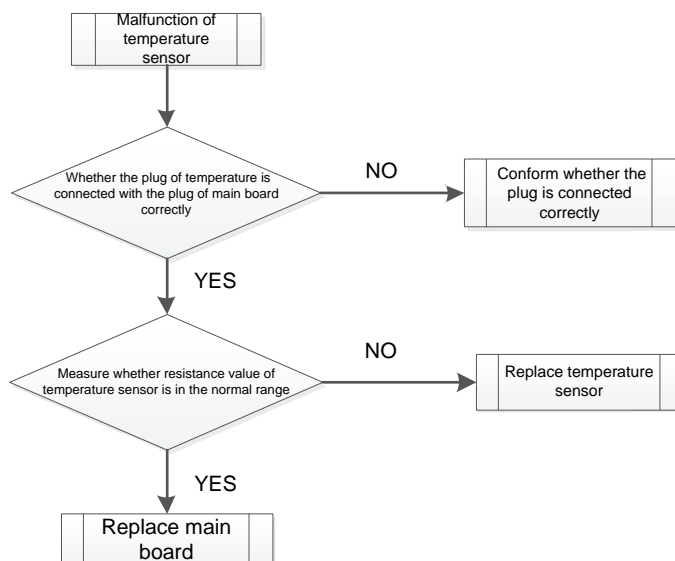 Malfunction of
temperature
sensor
Whether the plug of temperature is
connected with the plug of main board
correctly
NO
Conform whether the
plug is connected
correctly
YES
Measure whether resistance value of
temperature sensor is in the normal range
NO
Replace temperature
sensor
YES
Replace main
board